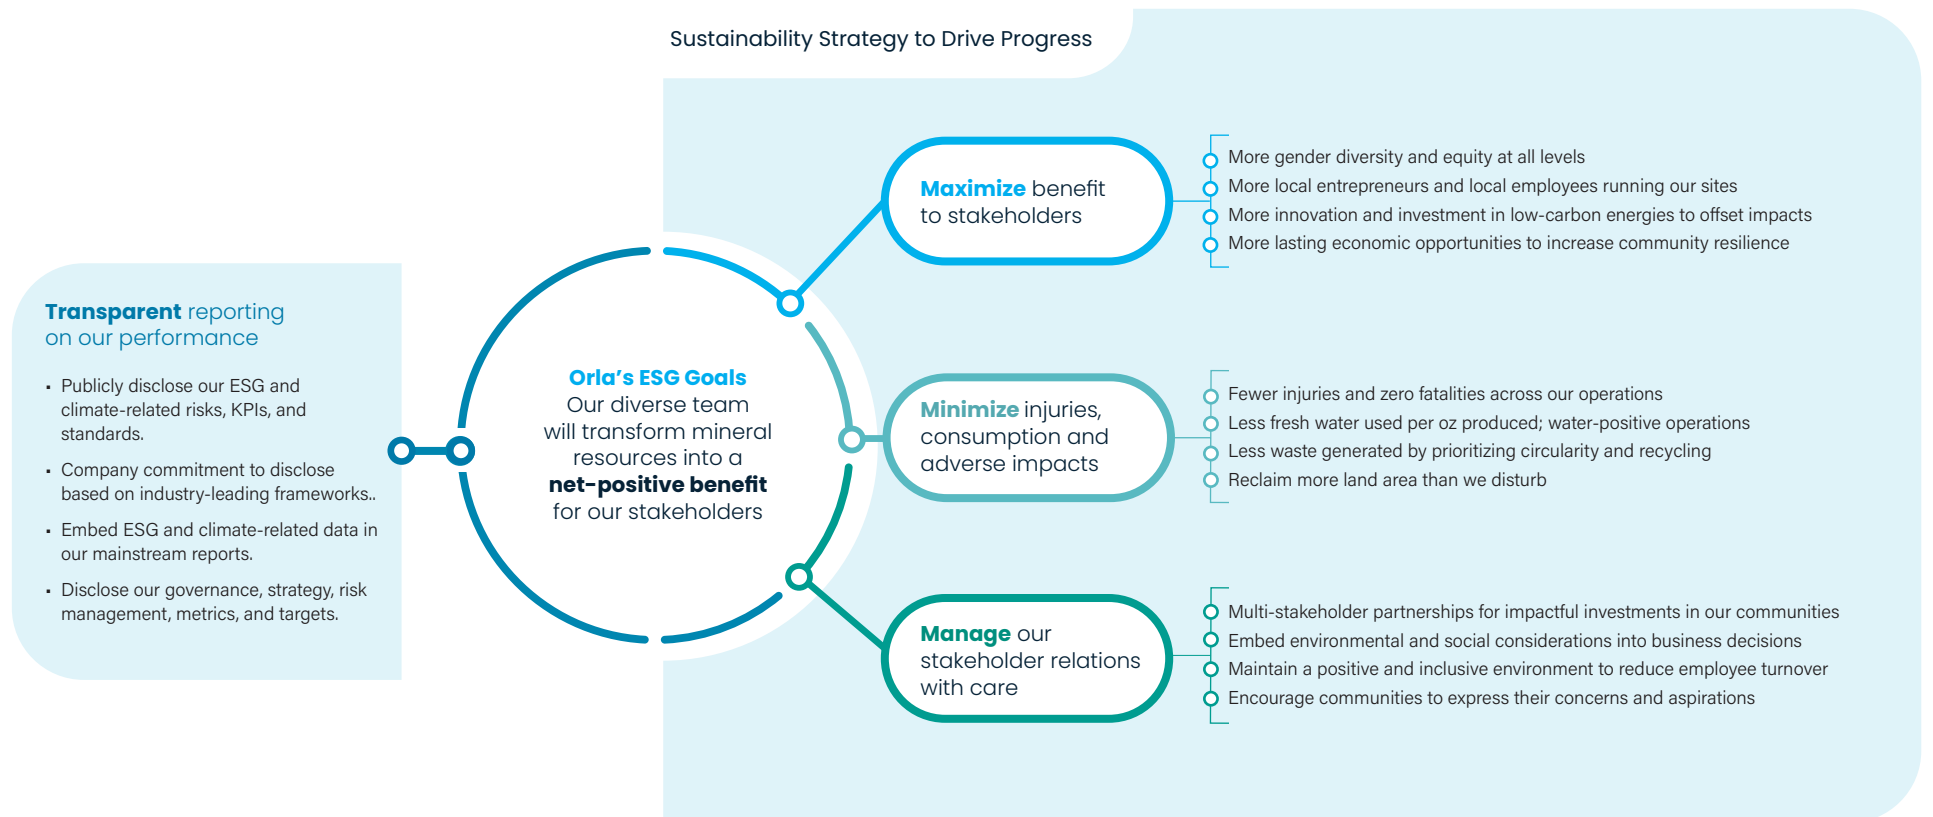 Sustainability Strategy to Drive Progress
Transparent reporting
on our performance
▪ Publicly disclose our ESG and
climate-related risks, KPIs, and
standards.
▪ Company commitment to disclose
based on industry-leading frameworks..
▪ Embed ESG and climate-related data in
our mainstream reports.
▪ Disclose our governance, strategy, risk
management, metrics, and targets.
Orla’s ESG Goals
Our diverse team
will transform mineral
resources into a
net-positive benefit
for our stakeholders
Maximize benefit
to stakeholders
More gender diversity and equity at all levels
More local entrepreneurs and local employees running our sites
More innovation and investment in low-carbon energies to offset impacts
More lasting economic opportunities to increase community resilience
Minimize injuries,
consumption and
adverse impacts
Fewer injuries and zero fatalities across our operations
Less fresh water used per oz produced; water-positive operations
Less waste generated by prioritizing circularity and recycling
Reclaim more land area than we disturb
Manage our
stakeholder relations
with care
Multi-stakeholder partnerships for impactful investments in our communities
Embed environmental and social considerations into business decisions
Maintain a positive and inclusive environment to reduce employee turnover
Encourage communities to express their concerns and aspirations